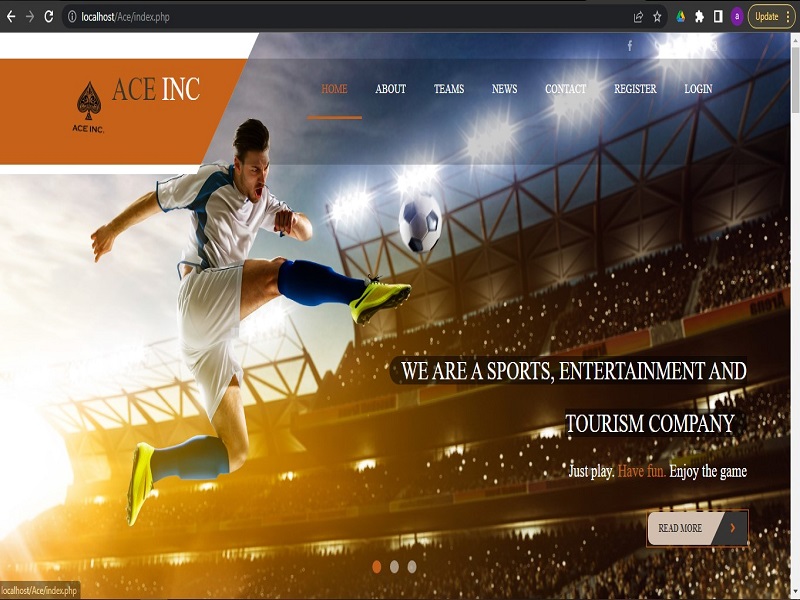 localhost/Ace/index.php
a
Update
f
ACE INC
ACE INC.
HOME
ABOUT
TEAMS
NEWS
CONTACT
REGISTER
LOGIN
WE ARE A SPORTS, ENTERTAINMENT AND
TOURISM COMPANY
Just play. Have fun. Enjoy the game
READ MORE
localhost/Ace/index.php